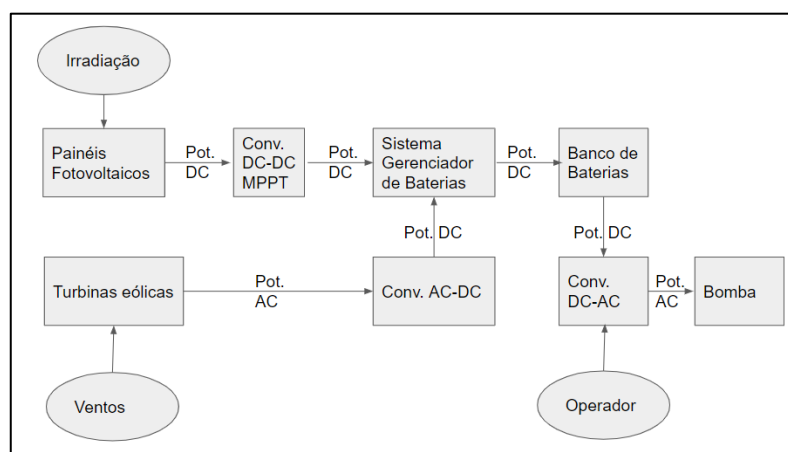 Irradiação
Painéis
Fotovoltaicos
Pot.
DC
Conv.
DC-DC
MPPT
Pot.
DC
Sistema
Gerenciador
de Baterias
Pot.
DC
Banco de
Baterias
Pot. DC
Pot. DC
Turbinas eólicas
Pot.
AC
Conv. AC-DC
Conv.
DC-AC
Pot.
AC
Bomba
Ventos
Operador